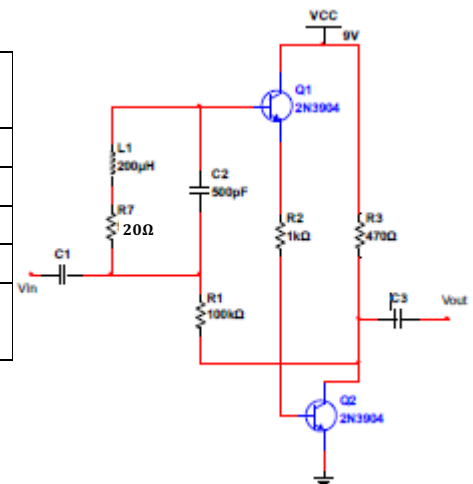 VCC
9V
Q1
2N3904
L1
200µH
C2
500pF
R7
20Ω
R2
1kΩ
R3
470Ω
C1
Vin
R1
100kΩ
C3
Vout
Q2
2N3904